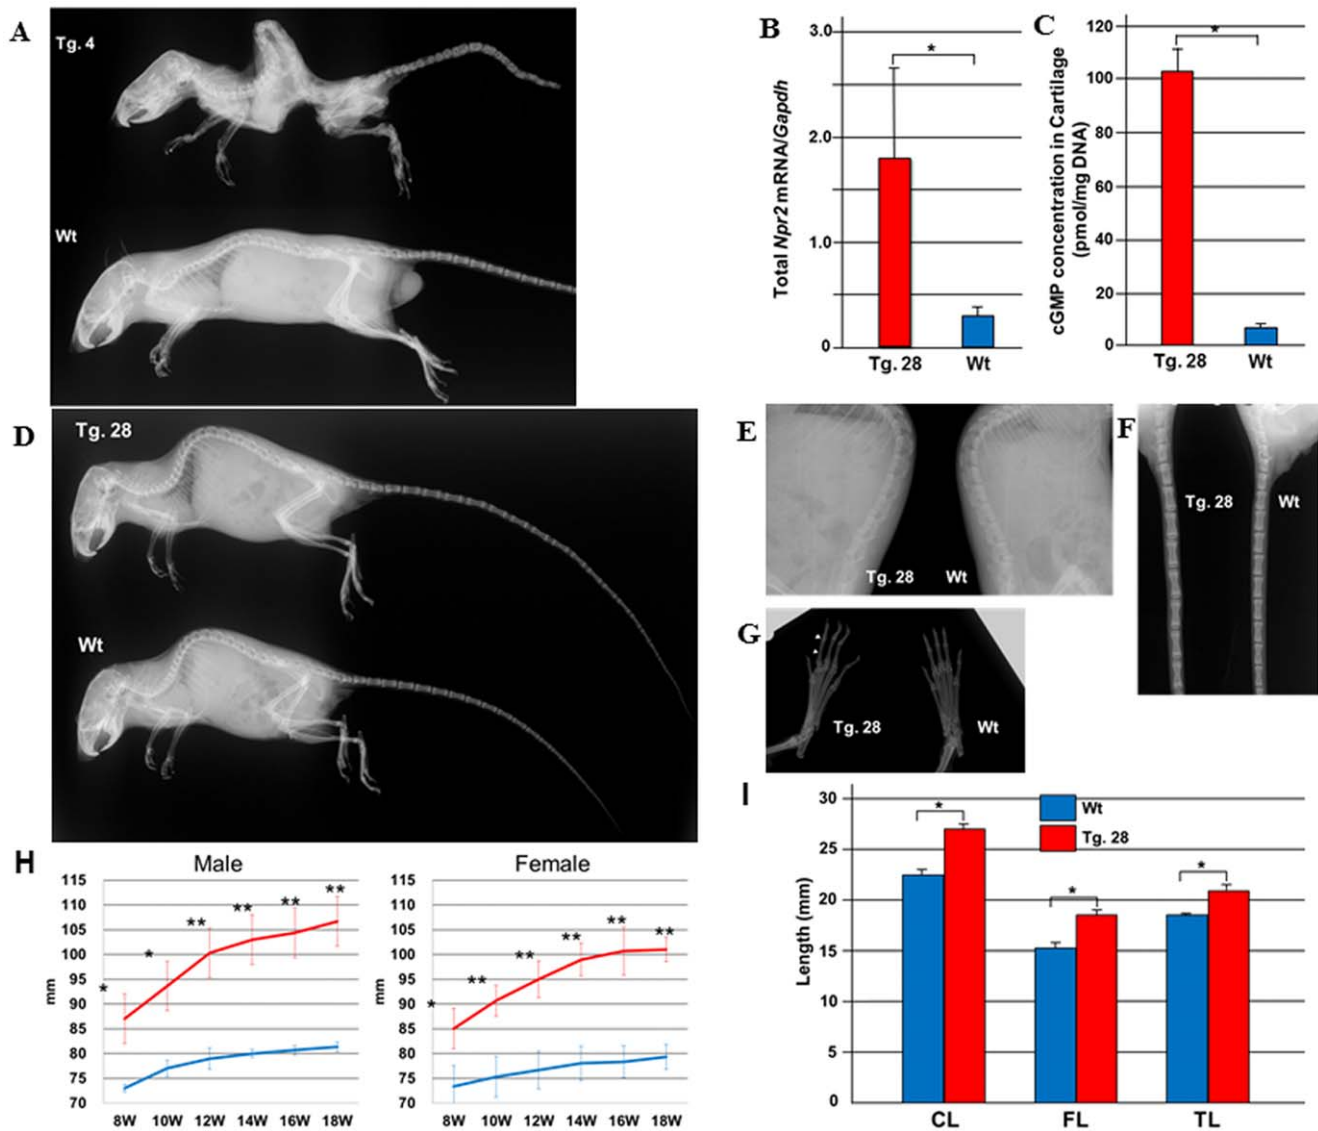 A
Tg. 4
Wt
B
Total Npr2 mRNA/Gapdh
3.0
2.0
1.0
0
*
Tg. 28
Wt
C
cGMP concentration in Cartilage
(pmol/mg DNA)
120
100
80
60
40
20
0
*
Tg. 28
Wt
D
Tg. 28
Wt
E
Tg. 28
Wt
F
Tg. 28
Wt
G
Tg. 28
Wt
H
Male
mm
115
110
105
100
95
90
85
80
75
70
*
*
**
**
**
**
8W 10W 12W 14W 16W 18W
Female
mm
115
110
105
100
95
90
85
80
75
70
*
**
**
**
**
**
8W 10W 12W 14W 16W 18W
I
Length (mm)
30
25
20
15
10
5
0
Wt
Tg. 28
*
*
*
CL FL TL